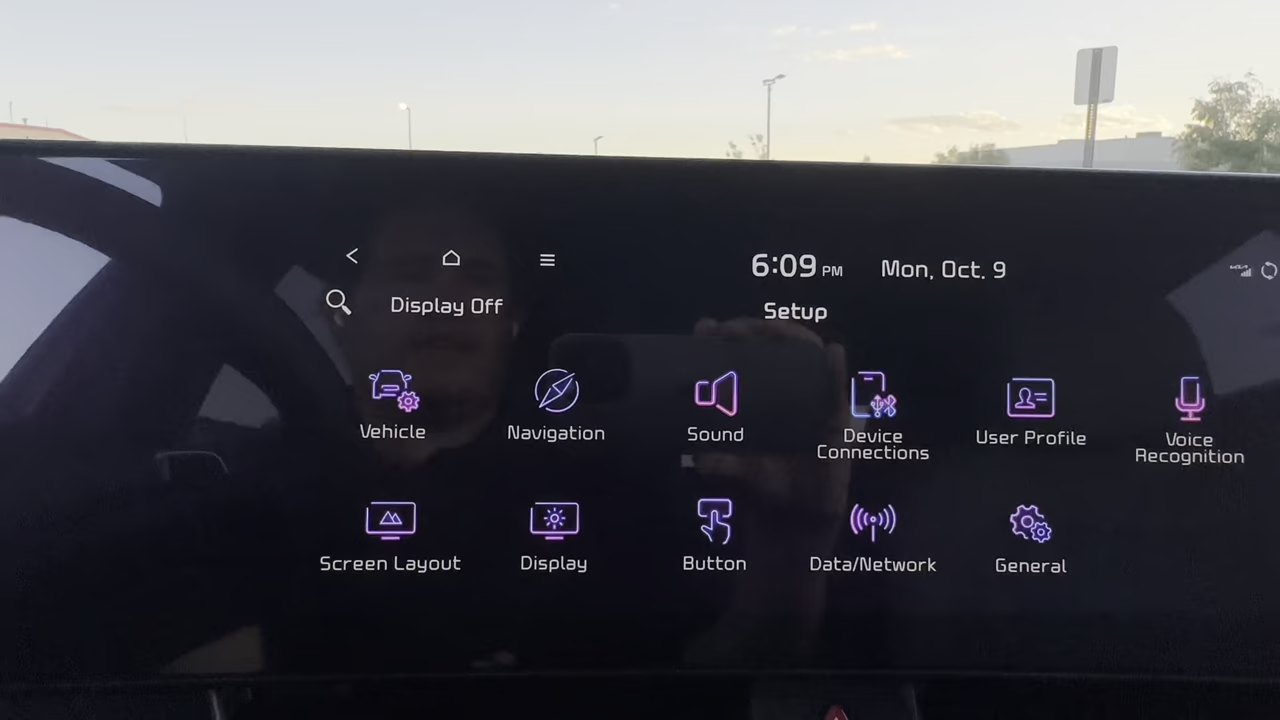 6:09 PM Mon, Oct. 9
Display Off
Setup
Vehicle
Navigation
Sound
Device
Connections
User Profile
Voice
Recognition
Screen Layout
Display
Button
Data/Network
General